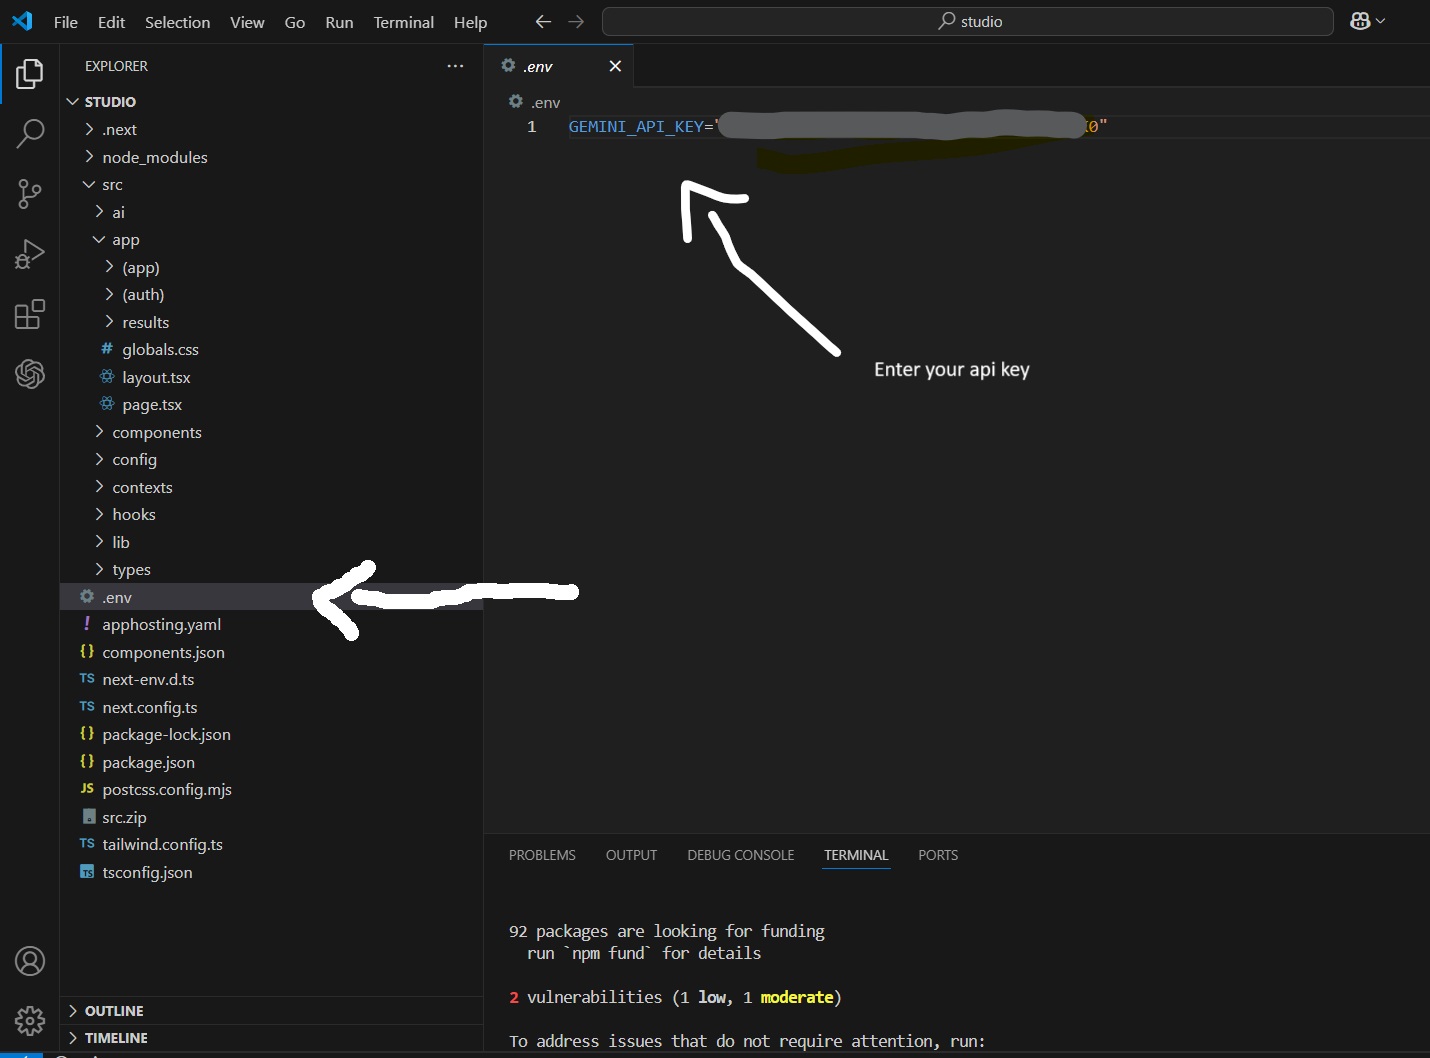 File Edit Selection View Go Run Terminal Help
studio
EXPLORER
STUDIO
.next
node_modules
src
ai
app
(app)
(auth)
results
# globals.css
layout.tsx
page.tsx
components
config
contexts
hooks
lib
types
.env
! apphosting.yaml
{} components.json
TS next-env.d.ts
TS next.config.ts
{} package-lock.json
{} package.json
JS postcss.config.mjs
src.zip
TS tailwind.config.ts
TS tsconfig.json
OUTLINE
TIMELINE
.env
.env
1 GEMINI_API_KEY=" 0"
Enter your api key
PROBLEMS OUTPUT DEBUG CONSOLE TERMINAL PORTS
92 packages are looking for funding
run `npm fund` for details
2 vulnerabilities (1 low, 1 moderate)
To address issues that do not require attention, run: